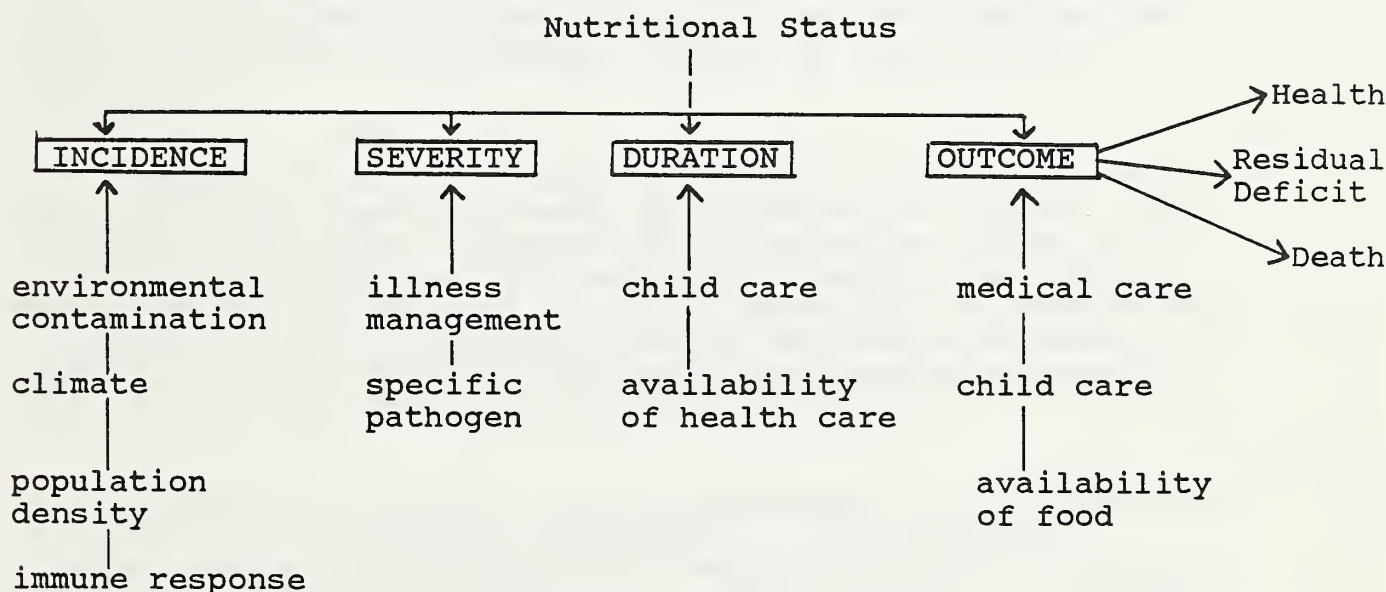 Nutritional Status
INCIDENCE
SEVERITY
DURATION
OUTCOME
Health
Residual
Deficit
Death
environmental
contamination
climate
population
density
immune response
illness
management
specific
pathogen
child care
availability
of health care
medical care
child care
availability
of food